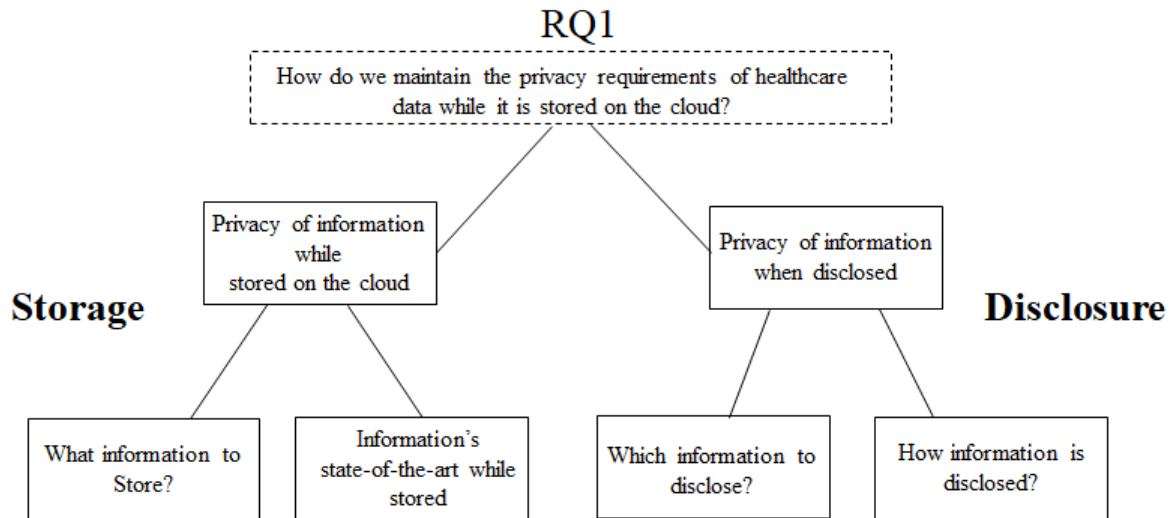 RQ1
How do we maintain the privacy requirements of healthcare
data while it is stored on the cloud?
Privacy of information
while
stored on the cloud
Privacy of information
when disclosed
Storage
Disclosure
What information to
Store?
Information's
state-of-the-art while
stored
Which information to
disclose?
How information is
disclosed?